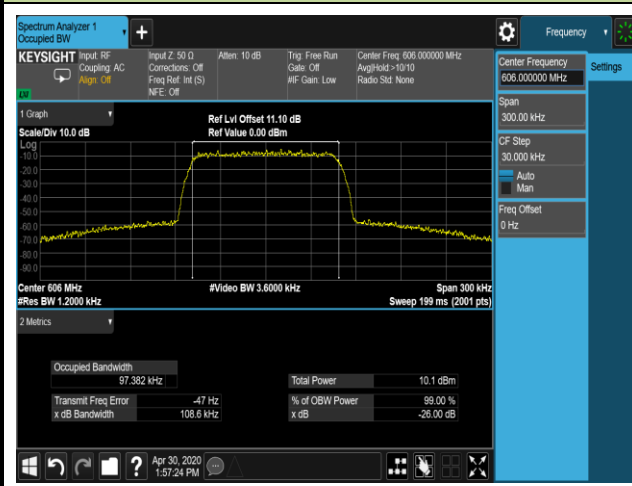 Spectrum Analyzer 1
Occupied BW
+
Frequency
KEYSIGHT
Input: RF
Coupling: AC
Align: Off
Input Z: 50 Ω
Corrections: Off
Freq Ref: Int (S)
NFE: Off
Atten: 10 dB
Trig: Free Run
Gate: Off
#IF Gain: Low
Center Freq: 606.000000 MHz
Avg|Hold:>10/10
Radio Std: None
LXI
Center Frequency
606.000000 MHz
Settings
Span
300.00 kHz
CF Step
30.000 kHz
Auto
Man
Freq Offset
0 Hz
1 Graph
Scale/Div 10.0 dB
Ref Lvl Offset 11.10 dB
Ref Value 0.00 dBm
Log
-10.0
-20.0
-30.0
-40.0
-50.0
-60.0
-70.0
-80.0
-90.0
Center 606 MHz
#Video BW 3.6000 kHz
Span 300 kHz
#Res BW 1.2000 kHz
Sweep 199 ms (2001 pts)
2 Metrics
Occupied Bandwidth
97.382 kHz
Total Power 10.1 dBm
Transmit Freq Error -47 Hz
% of OBW Power 99.00 %
x dB Bandwidth 108.6 kHz
x dB -26.00 dB
?
Apr 30, 2020
1:57:24 PM